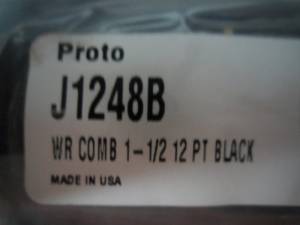 Proto
J1248B
WR COMB 1-1/2 12 PT BLACK
MADE IN USA